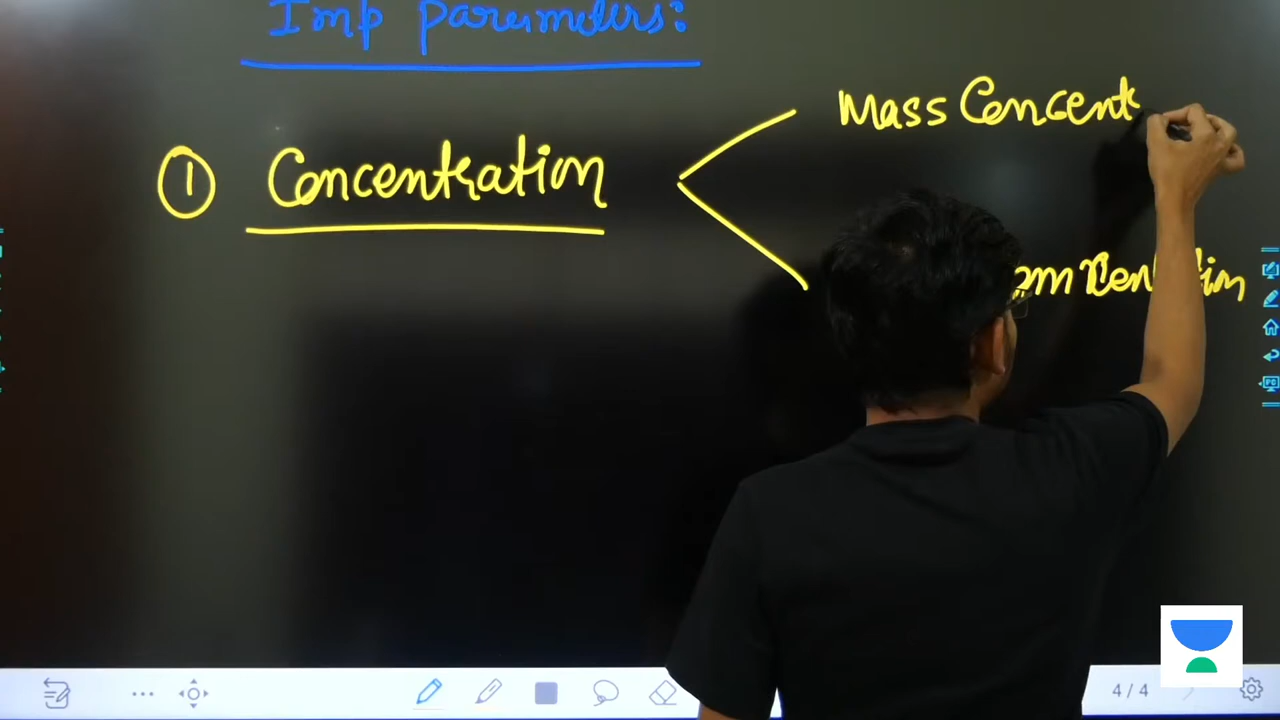 Imp Parameters:
Mass Concent
① Concentration
4 / 4